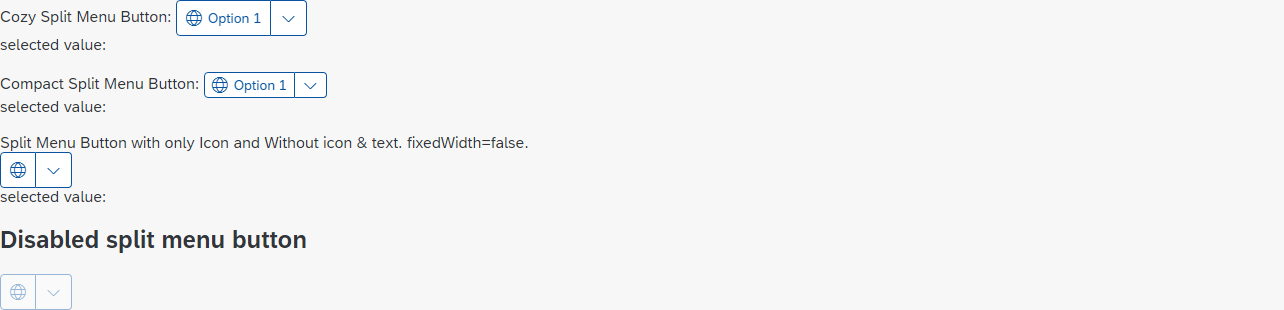 Cozy Split Menu Button: Option 1
selected value:
Compact Split Menu Button: Option 1
selected value:
Split Menu Button with only Icon and Without icon & text. fixedWidth=false.
selected value:
Disabled split menu button